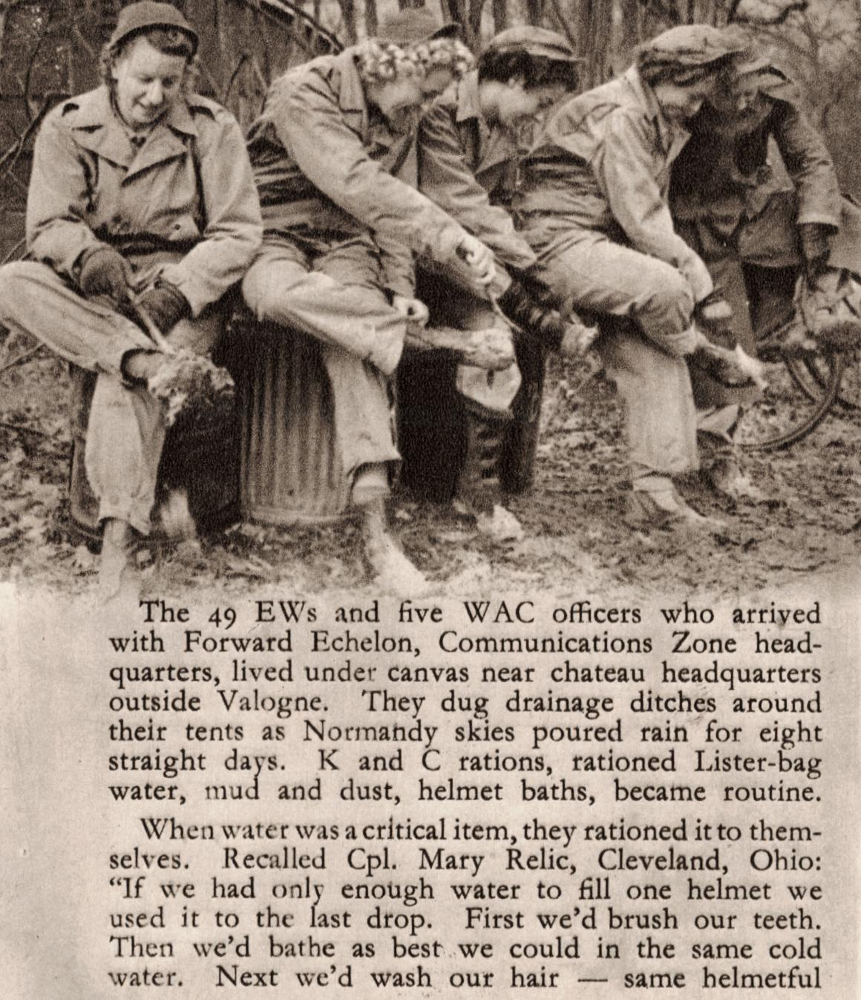 The 49 EWs and five WAC officers who arrived
with Forward Echelon, Communications Zone head-
quarters, lived under canvas near chateau headquarters
outside Valogne. They dug drainage ditches around
their tents as Normandy skies poured rain for eight
straight days. K and C rations, rationed Lister-bag
water, mud and dust, helmet baths, became routine.
When water was a critical item, they rationed it to them-
selves. Recalled Cpl. Mary Relic, Cleveland, Ohio:
“If we had only enough water to fill one helmet we
used it to the last drop. First we’d brush our teeth.
Then we’d bathe as best we could in the same cold
water. Next we’d wash our hair — same helmetful